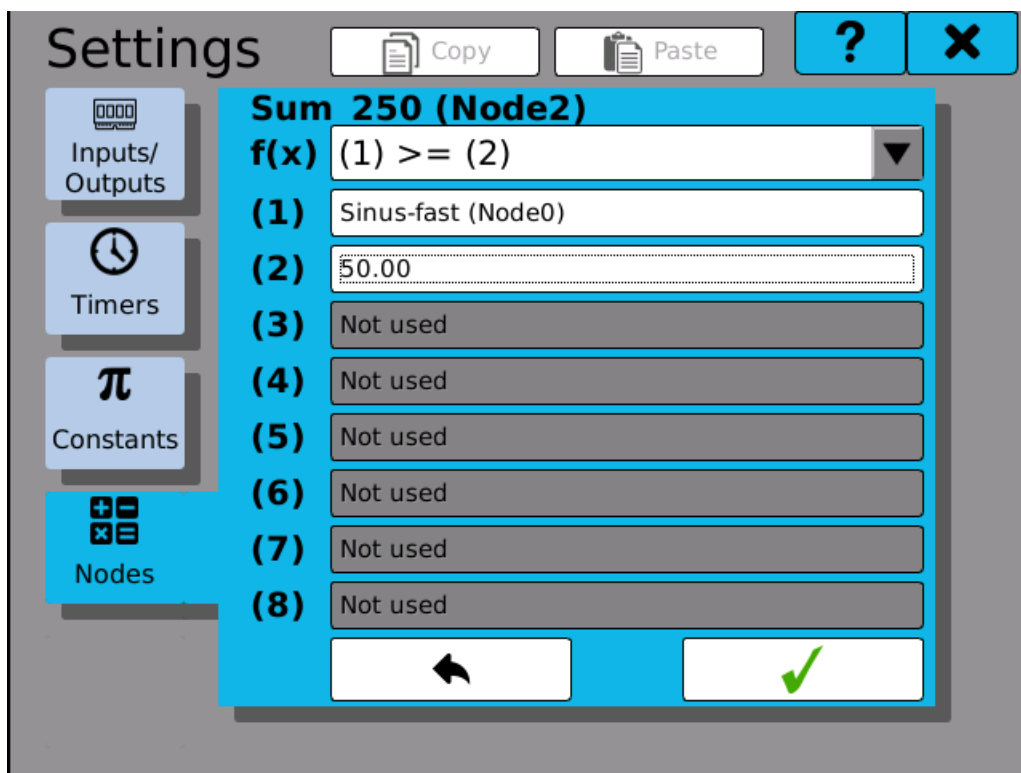 Settings
Copy
Paste
?
Inputs/
Outputs
Timers
π
Constants
Nodes
Sum 250 (Node2)
f(x) (1) >= (2)
(1) Sinus-fast (Node0)
(2) 50.00
(3) Not used
(4) Not used
(5) Not used
(6) Not used
(7) Not used
(8) Not used